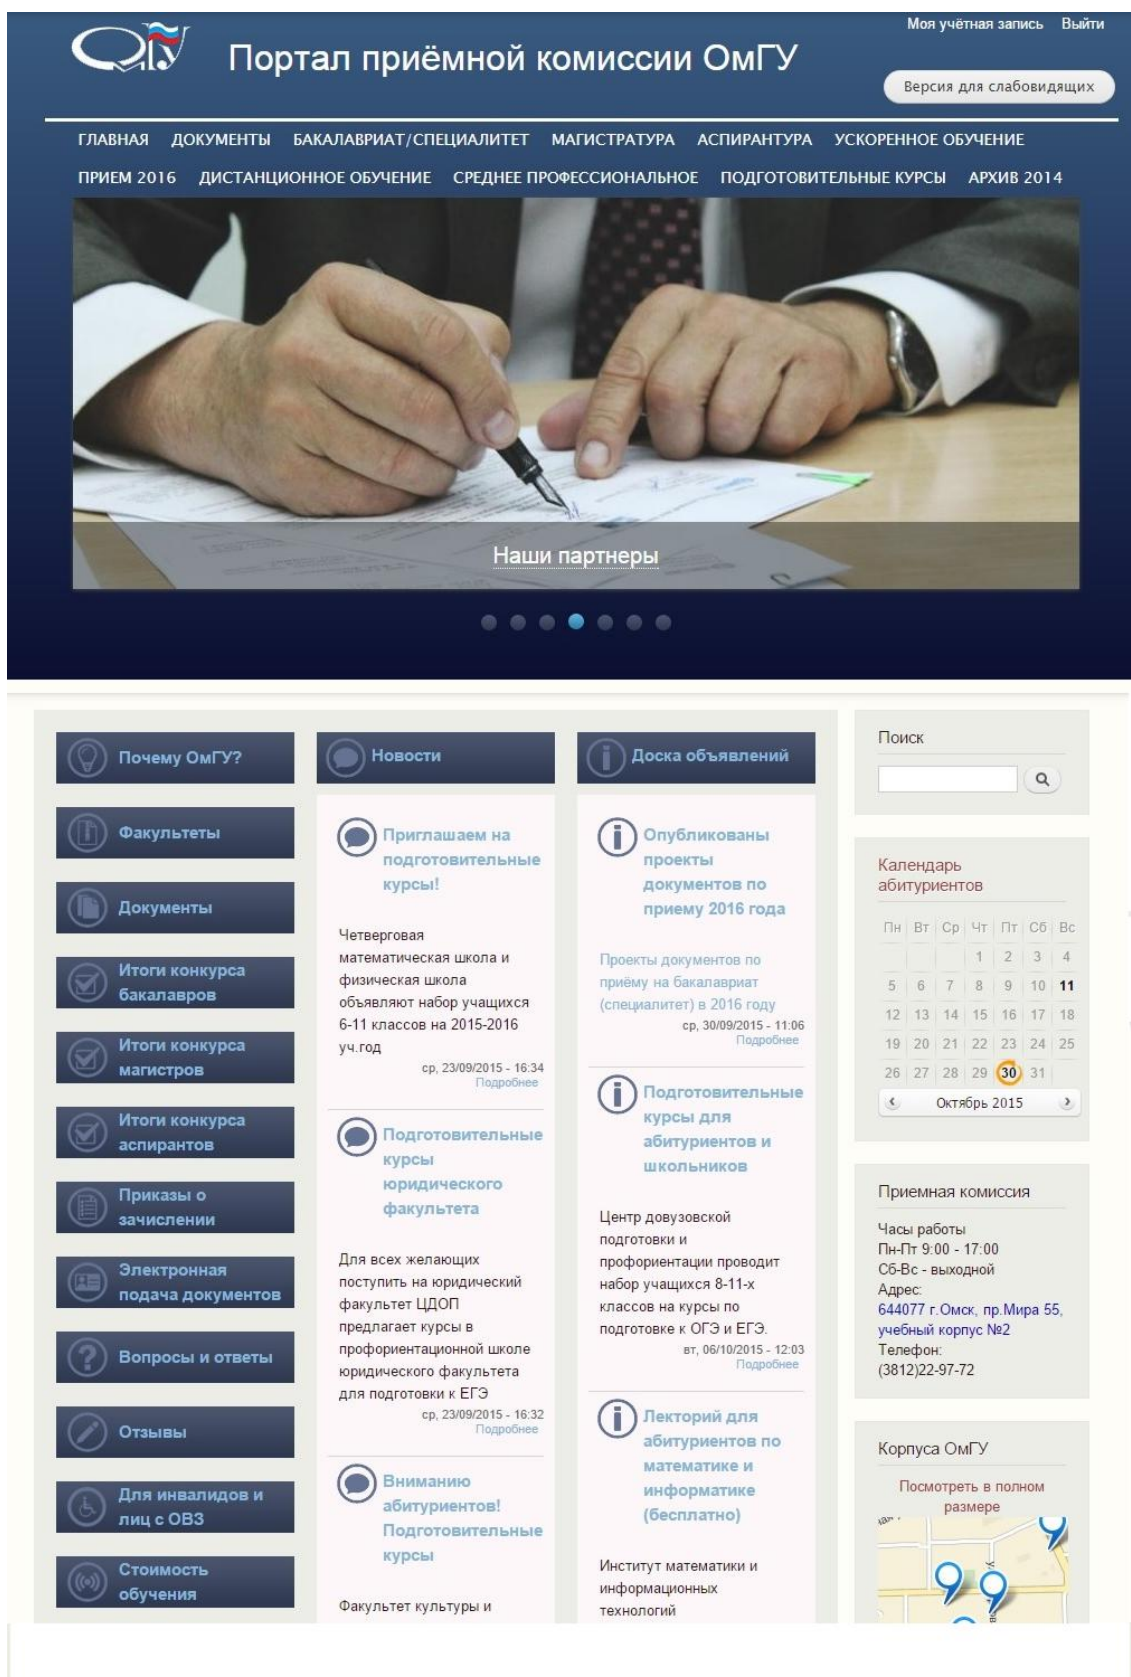 Моя учётная запись Выйти
ОмГУ
Портал приёмной комиссии ОмГУ
Версия для слабовидящих
ГЛАВНАЯ ДОКУМЕНТЫ БАКАЛАВРИАТ/СПЕЦИАЛИТЕТ МАГИСТРАТУРА АСПИРАНТУРА УСКОРЕННОЕ ОБУЧЕНИЕ
ПРИЕМ 2016 ДИСТАНЦИОННОЕ ОБУЧЕНИЕ СРЕДНЕЕ ПРОФЕССИОНАЛЬНОЕ ПОДГОТОВИТЕЛЬНЫЕ КУРСЫ АРХИВ 2014
Наши партнеры
Почему ОмГУ?
Факультеты
Документы
Итоги конкурса
бакалавров
Итоги конкурса
магистров
Итоги конкурса
аспирантов
Приказы о
зачислении
Электронная
подача документов
Вопросы и ответы
Отзывы
Для инвалидов и
лиц с ОВЗ
Стоимость
обучения
Новости
Приглашаем на
подготовительные
курсы!
Четверговая
математическая школа и
физическая школа
объявляют набор учащихся
6-11 классов на 2015-2016
уч.год
ср, 23/09/2015 - 16:34
Подробнее
Подготовительные
курсы
юридического
факультета
Для всех желающих
поступить на юридический
факультет ЦДОП
предлагает курсы в
профориентационной школе
юридического факультета
для подготовки к ЕГЭ
ср, 23/09/2015 - 16:32
Подробнее
Вниманию
абитуриентов!
Подготовительные
курсы
Факультет культуры и
Доска объявлений
Опубликованы
проекты
документов по
приему 2016 года
Проекты документов по
приёму на бакалавриат
(специалитет) в 2016 году
ср, 30/09/2015 - 11:06
Подробнее
Подготовительные
курсы для
абитуриентов и
школьников
Центр довузовской
подготовки и
профориентации проводит
набор учащихся 8-11-х
классов на курсы по
подготовке к ОГЭ и ЕГЭ.
вт, 06/10/2015 - 12:03
Подробнее
Лекторий для
абитуриентов по
математике и
информатике
(бесплатно)
Институт математики и
информационных
технологий
Поиск
Календарь
абитуриентов
Пн Вт Ср Чт Пт Сб Вс
1 2 3 4
5 6 7 8 9 10 11
12 13 14 15 16 17 18
19 20 21 22 23 24 25
26 27 28 29 30 31
Октябрь 2015
Приемная комиссия
Часы работы
Пн-Пт 9:00 - 17:00
Сб-Вс - выходной
Адрес:
644077 г.Омск, пр.Мира 55,
учебный корпус №2
Телефон:
(3812)22-97-72
Корпуса ОмГУ
Посмотреть в полном
размере